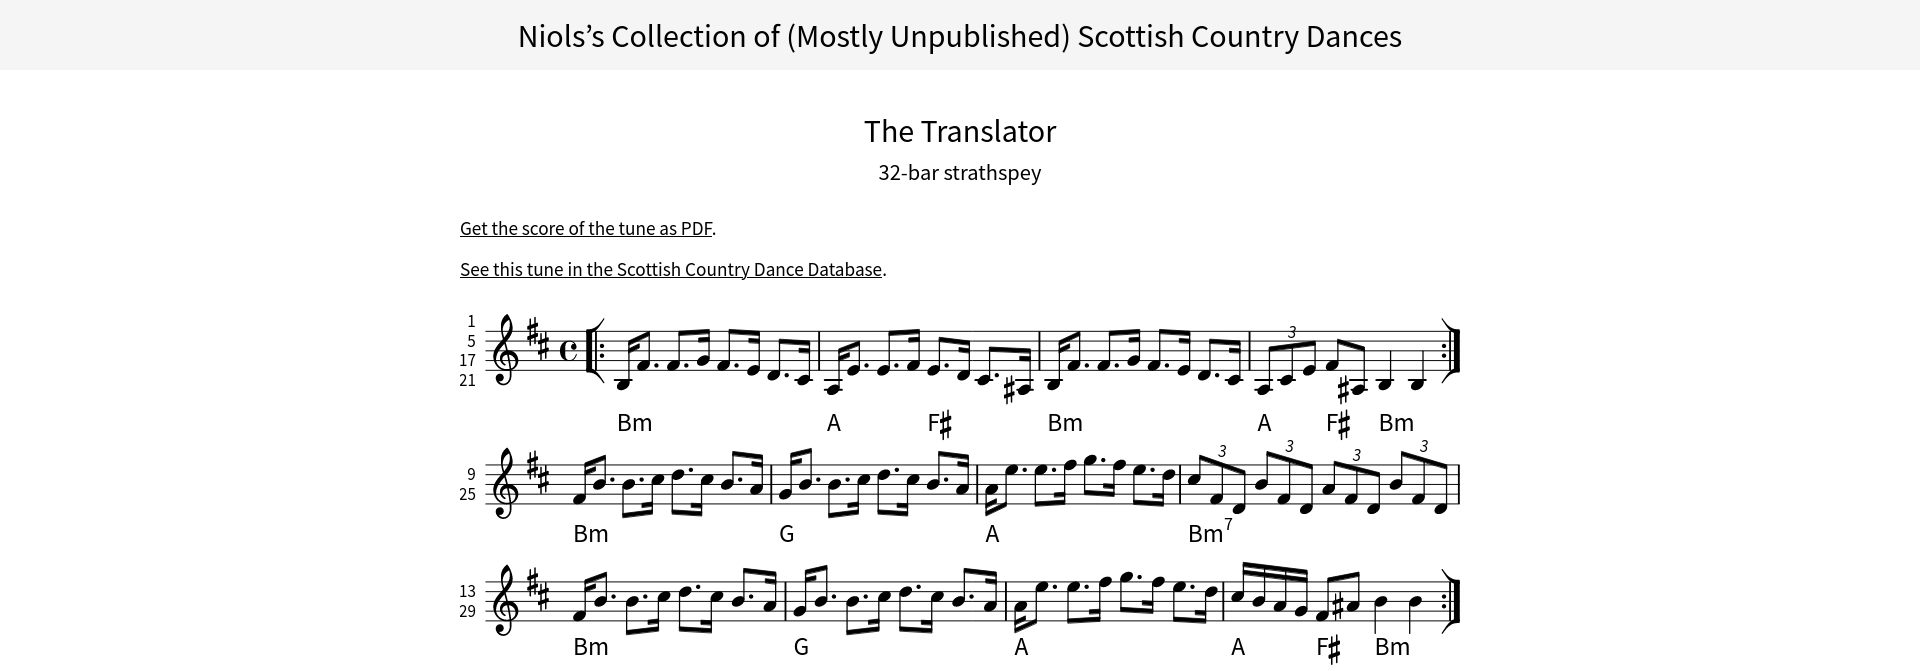 Niols’s Collection of (Mostly Unpublished) Scottish Country Dances
The Translator
32-bar strathspey
Get the score of the tune as PDF.
See this tune in the Scottish Country Dance Database.
1
5
17
21
3
Bm A F♯ Bm A F♯ Bm
9
25
3 3 3 3
Bm G A Bm7
13
29
Bm G A A F♯ Bm